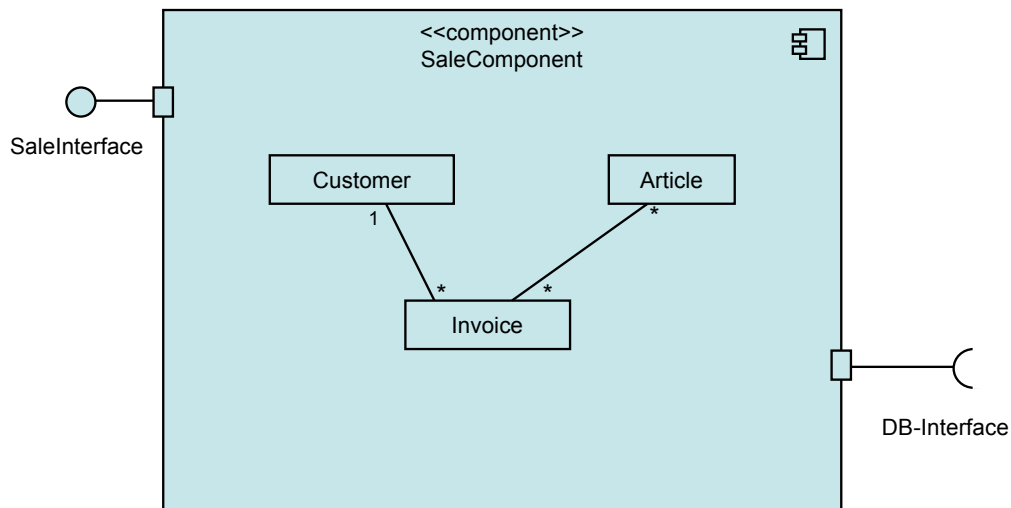 <<component>>
SaleComponent
SaleInterface
Customer
Article
1
*
*
*
Invoice
DB-Interface